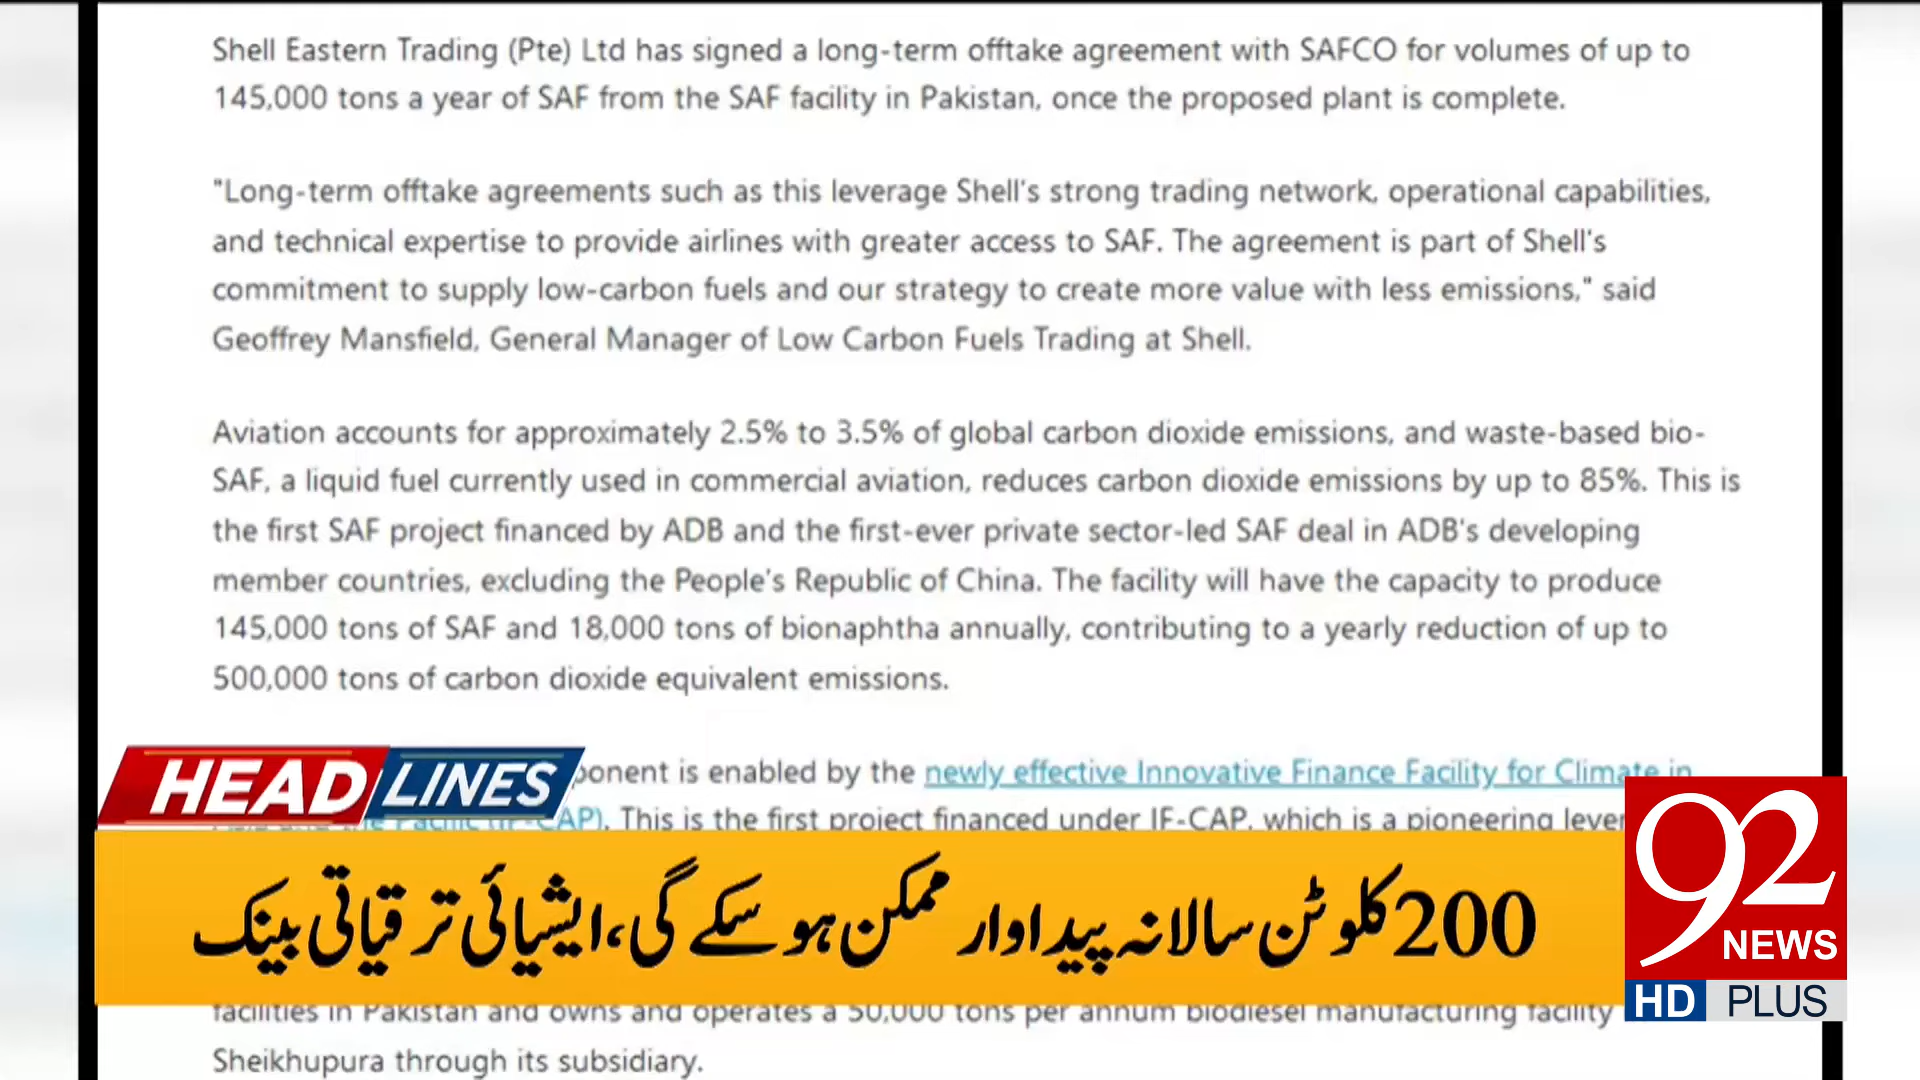 Shell Eastern Trading (Pte) Ltd has signed a long-term offtake agreement with SAFCO for volumes of up to
145,000 tons a year of SAF from the SAF facility in Pakistan, once the proposed plant is complete.
"Long-term offtake agreements such as this leverage Shell's strong trading network, operational capabilities,
and technical expertise to provide airlines with greater access to SAF. The agreement is part of Shell's
commitment to supply low-carbon fuels and our strategy to create more value with less emissions," said
Geoffrey Mansfield, General Manager of Low Carbon Fuels Trading at Shell.
Aviation accounts for approximately 2.5% to 3.5% of global carbon dioxide emissions, and waste-based bio-
SAF, a liquid fuel currently used in commercial aviation, reduces carbon dioxide emissions by up to 85%. This is
the first SAF project financed by ADB and the first-ever private sector-led SAF deal in ADB's developing
member countries, excluding the People's Republic of China. The facility will have the capacity to produce
145,000 tons of SAF and 18,000 tons of bionaphtha annually, contributing to a yearly reduction of up to
500,000 tons of carbon dioxide equivalent emissions.
HEADLINES
ponent is enabled by the newly effective Innovative Finance Facility for Climate in
Pacific (IF-CAP). This is the first project financed under IF-CAP, which is a pioneering lever
200 کلو ٹن سالانہ پیداوار ممکن ہو سکے گی، ایشیائی ترقیاتی بینک
92
NEWS
HD PLUS
facilities in Pakistan and owns and operates a 50,000 tons per annum biodiesel manufacturing facility
Sheikhupura through its subsidiary.